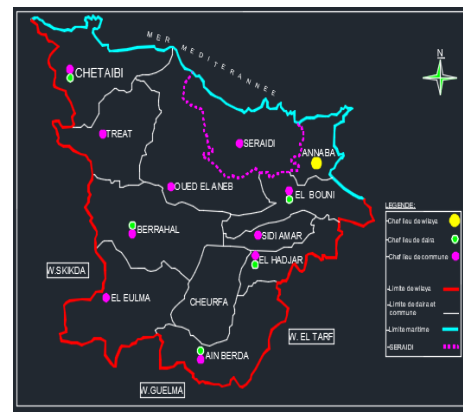 MER MEDITERANNEE
N
CHETAIBI
TREAT
SERAIDI
ANNABA
OUED EL ANEB
EL BOUNI
BERRAHAL
SIDI AMAR
EL HADJAR
W.SKIKDA
EL EULMA
CHEURFA
W. EL TARF
AIN BERDA
W.GUELMA
LEGENDE:
Chef lieu de wilaya
Chef lieu de daira
Chef lieu de commune
Limite de wilaya
Limite de daira et
commune
Limite maritime
SERAIDI